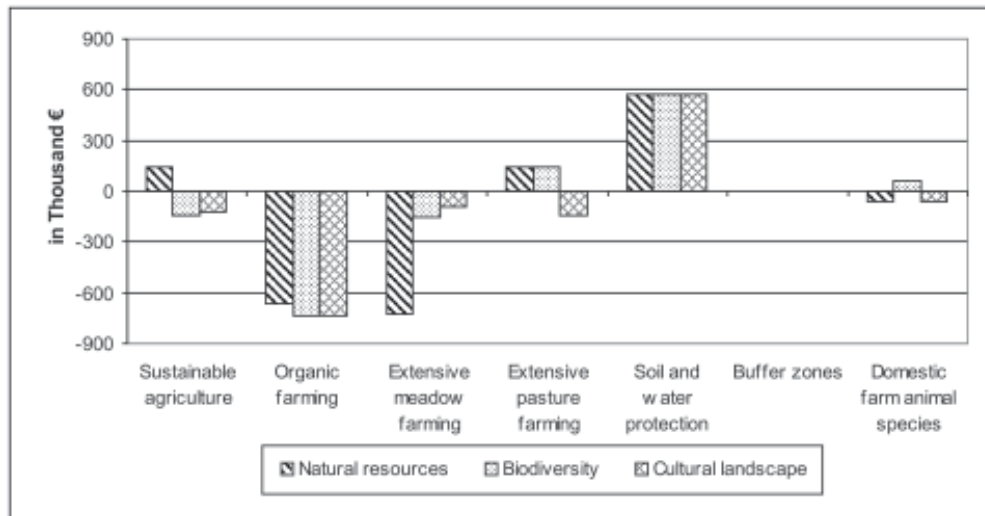 900
600
300
0
-300
-600
-900
in Thousand €
Sustainable agriculture
Organic farming
Extensive meadow farming
Extensive pasture farming
Soil and water protection
Buffer zones
Domestic farm animal species
Natural resources
Biodiversity
Cultural landscape